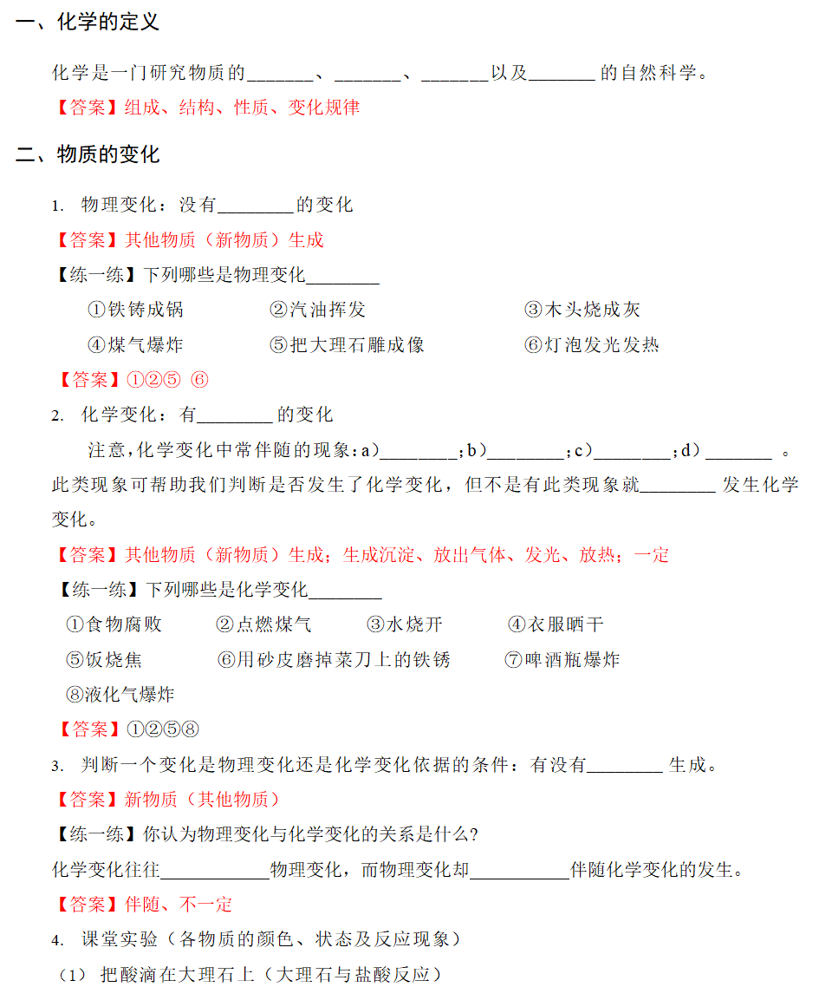 一、化学的定义
化学是一门研究物质的_______、_______、_______以及_______ 的自然科学。
【答案】组成、结构、性质、变化规律
二、物质的变化
1. 物理变化：没有________的变化
【答案】其他物质（新物质）生成
【练一练】下列哪些是物理变化________
①铁铸成锅 ②汽油挥发 ③木头烧成灰
④煤气爆炸 ⑤把大理石雕成像 ⑥灯泡发光发热
【答案】①②⑤ ⑥
2. 化学变化：有________ 的变化
注意,化学变化中常伴随的现象:a）________;b）________;c）________;d）_______ 。
此类现象可帮助我们判断是否发生了化学变化，但不是有此类现象就________ 发生化学
变化。
【答案】其他物质（新物质）生成；生成沉淀、放出气体、发光、放热；一定
【练一练】下列哪些是化学变化________
①食物腐败 ②点燃煤气 ③水烧开 ④衣服晒干
⑤饭烧焦 ⑥用砂皮磨掉菜刀上的铁锈 ⑦啤酒瓶爆炸
⑧液化气爆炸
【答案】①②⑤⑧
3. 判断一个变化是物理变化还是化学变化依据的条件：有没有________ 生成。
【答案】新物质（其他物质）
【练一练】你认为物理变化与化学变化的关系是什么?
化学变化往往____________物理变化，而物理变化却___________伴随化学变化的发生。
【答案】伴随、不一定
4. 课堂实验（各物质的颜色、状态及反应现象）
（1） 把酸滴在大理石上（大理石与盐酸反应）